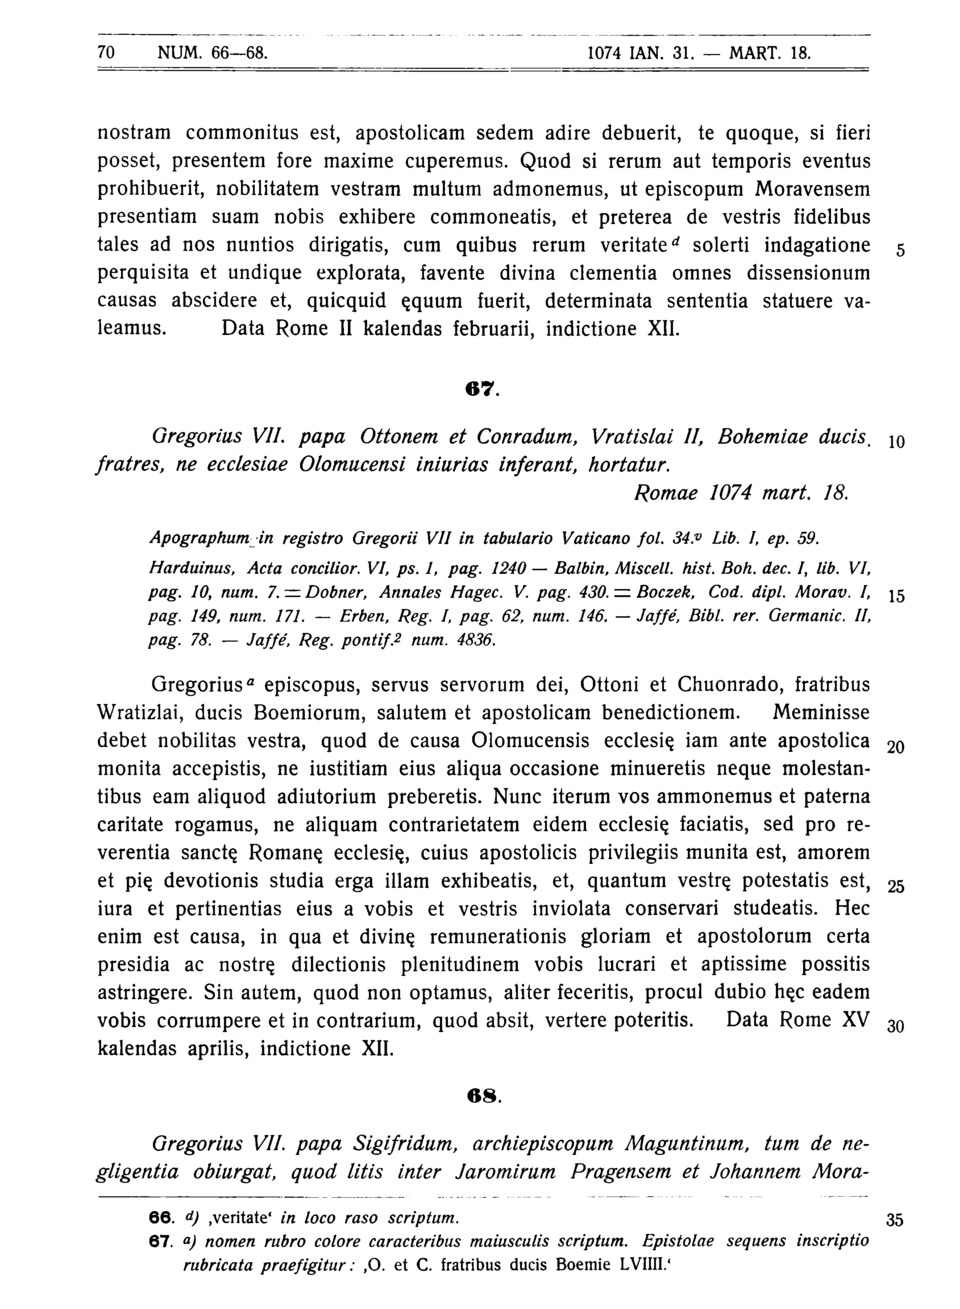 70 NUM. 66—68. 1074 IAN. 31. — MART. 18.
nostram commonitus est, apostolicam sedem adire debuerit, te quoque, si fieri
posset, presentem fore maxime cuperemus. Quod si rerum aut temporis eventus
prohibuerit, nobilitatem vestram multum admonemus, ut episcopum Moravensem
presentiam suam nobis exhibere commoneatis, et preterea de vestris fidelibus
tales ad nos nuntios dirigatis, cum quibus rerum veritate d solerti indagatione 5
perquisita et undique explorata, favente divina clementia omnes dissensionum
causas abscidere et, quicquid ęquum fuerit, determinata sententia statuere va-
leamus. Data Rome II kalendas februarii, indictione XII.
67.
Gregorius VII. papa Ottonem et Conradum, Vratislai II, Bohemiae ducis. 10
fratres, ne ecclesiae Olomucensi iniurias inferant, hortatur.
Romae 1074 mart. 18.
Apographum in registro Gregorii VII in tabulario Vaticano fol. 34.v Lib. I, ep. 59.
Harduinus, Acta concilior. VI, ps. 1, pag. 1240 — Balbin, Miscell. hist. Boh. dec. I, lib. VI,
pag. 10, num. 7. = Dobner, Annales Hagec. V. pag. 430. = Boczek, Cod. dipl. Morav. I, 15
pag. 149, num. 171. — Erben, Reg. I, pag. 62, num. 146. — Jaffé, Bibl. rer. Germanic. II,
pag. 78. — Jaffé, Reg. pontif.² num. 4836.
Gregorius a episcopus, servus servorum dei, Ottoni et Chuonrado, fratribus
Wratizlai, ducis Boemiorum, salutem et apostolicam benedictionem. Meminisse
debet nobilitas vestra, quod de causa Olomucensis ecclesię iam ante apostolica 20
monita accepistis, ne iustitiam eius aliqua occasione minueretis neque molestan-
tibus eam aliquod adiutorium preberetis. Nunc iterum vos ammonemus et paterna
caritate rogamus, ne aliquam contrarietatem eidem ecclesię faciatis, sed pro re-
verentia sanctę Romanę ecclesię, cuius apostolicis privilegiis munita est, amorem
et pię devotionis studia erga illam exhibeatis, et, quantum vestrę potestatis est, 25
iura et pertinentias eius a vobis et vestris inviolata conservari studeatis. Hec
enim est causa, in qua et divinę remunerationis gloriam et apostolorum certa
presidia ac nostrę dilectionis plenitudinem vobis lucrari et aptissime possitis
astringere. Sin autem, quod non optamus, aliter feceritis, procul dubio hęc eadem
vobis corrumpere et in contrarium, quod absit, vertere poteritis. Data Rome XV 30
kalendas aprilis, indictione XII.
68.
Gregorius VII. papa Sigifridum, archiepiscopum Maguntinum, tum de ne-
gligentia obiurgat, quod litis inter Jaromirum Pragensem et Johannem Mora-
66. d) ‚veritate‘ in loco raso scriptum. 35
67. a) nomen rubro colore caracteribus maiusculis scriptum. Epistolae sequens inscriptio
rubricata praefigitur: ‚O. et C. fratribus ducis Boemie LVIIII.‘